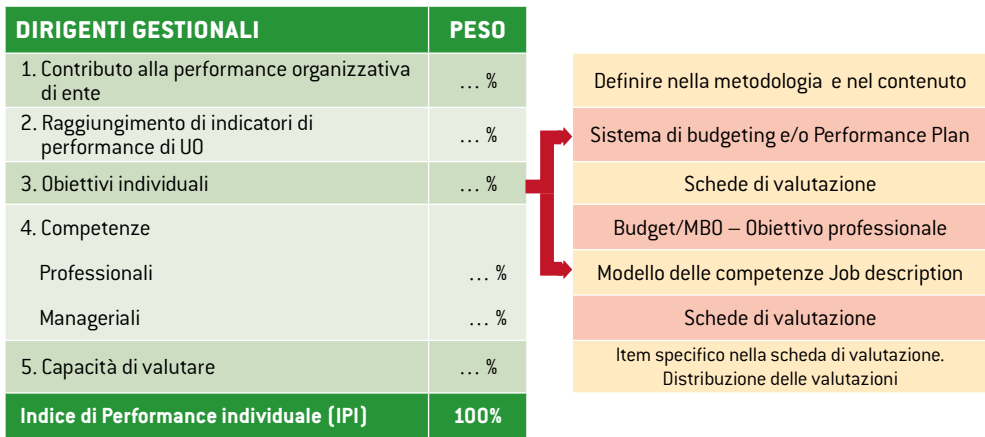 DIRIGENTI GESTIONALI PESO
1. Contributo alla performance organizzativa
di ente
… %
2. Raggiungimento di indicatori di
performance di UO
… %
3. Obiettivi individuali … %
4. Competenze
Professionali … %
Manageriali … %
5. Capacità di valutare … %
Indice di Performance individuale (IPI) 100%
Definire nella metodologia e nel contenuto
Sistema di budgeting e/o Performance Plan
Schede di valutazione
Budget/MBO – Obiettivo professionale
Modello delle competenze Job description
Schede di valutazione
Item specifico nella scheda di valutazione.
Distribuzione delle valutazioni